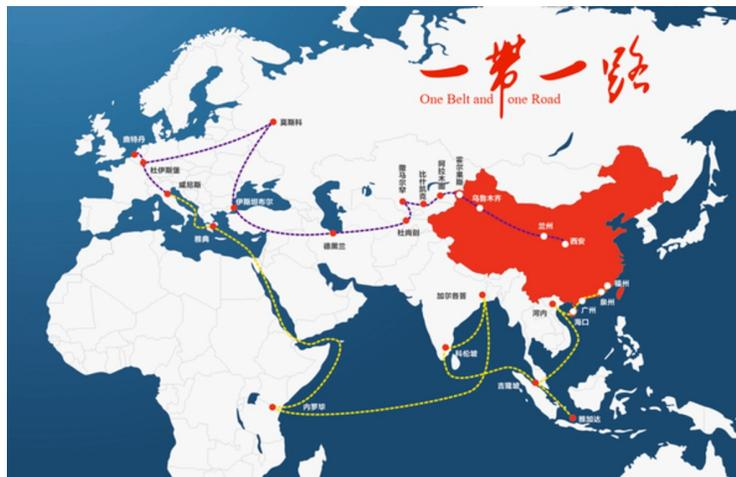 一带一路
One Belt and one Road
莫斯科
鹿特丹
杜伊斯堡
威尼斯
伊斯坦布尔
雅典
德黑兰
撒马尔罕
比什凯克
阿拉木图
霍尔果斯
乌鲁木齐
杜尚别
兰州
西安
福州
泉州
广州
海口
河内
加尔各答
科伦坡
吉隆坡
雅加达
内罗毕